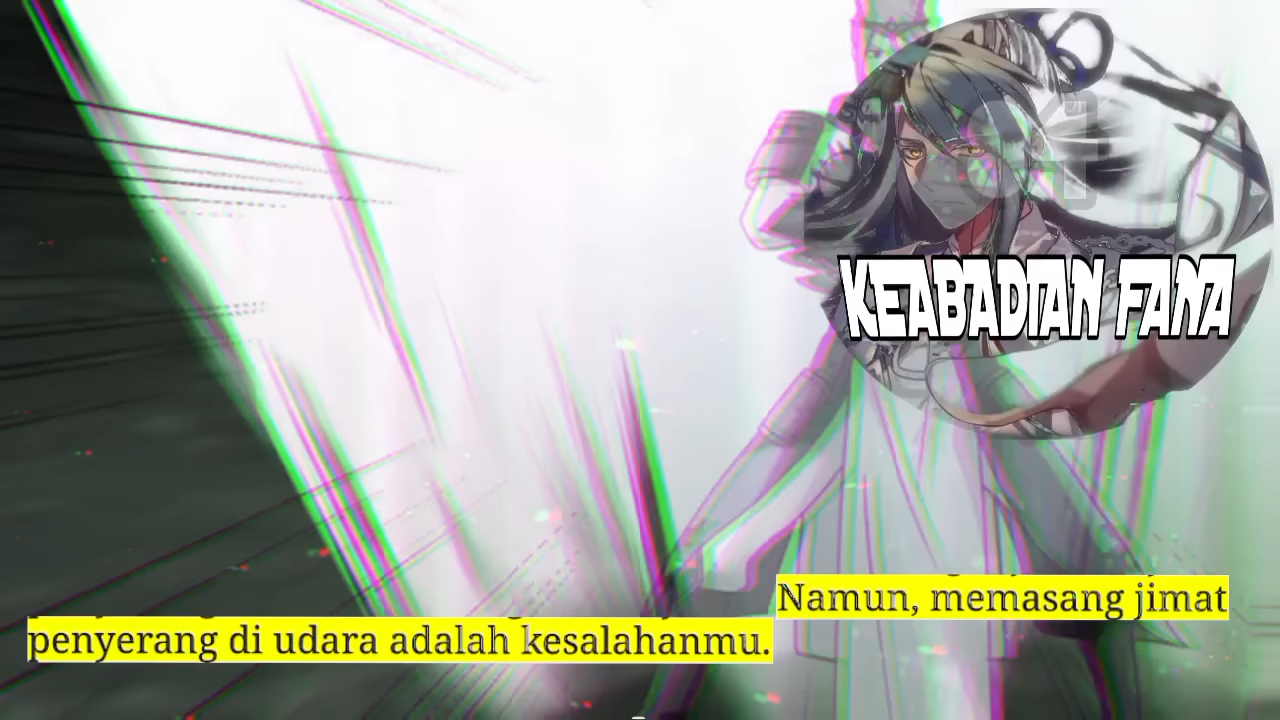 KEABADIAN FANA
Namun, memasang jimat
penyerang di udara adalah kesalahanmu.